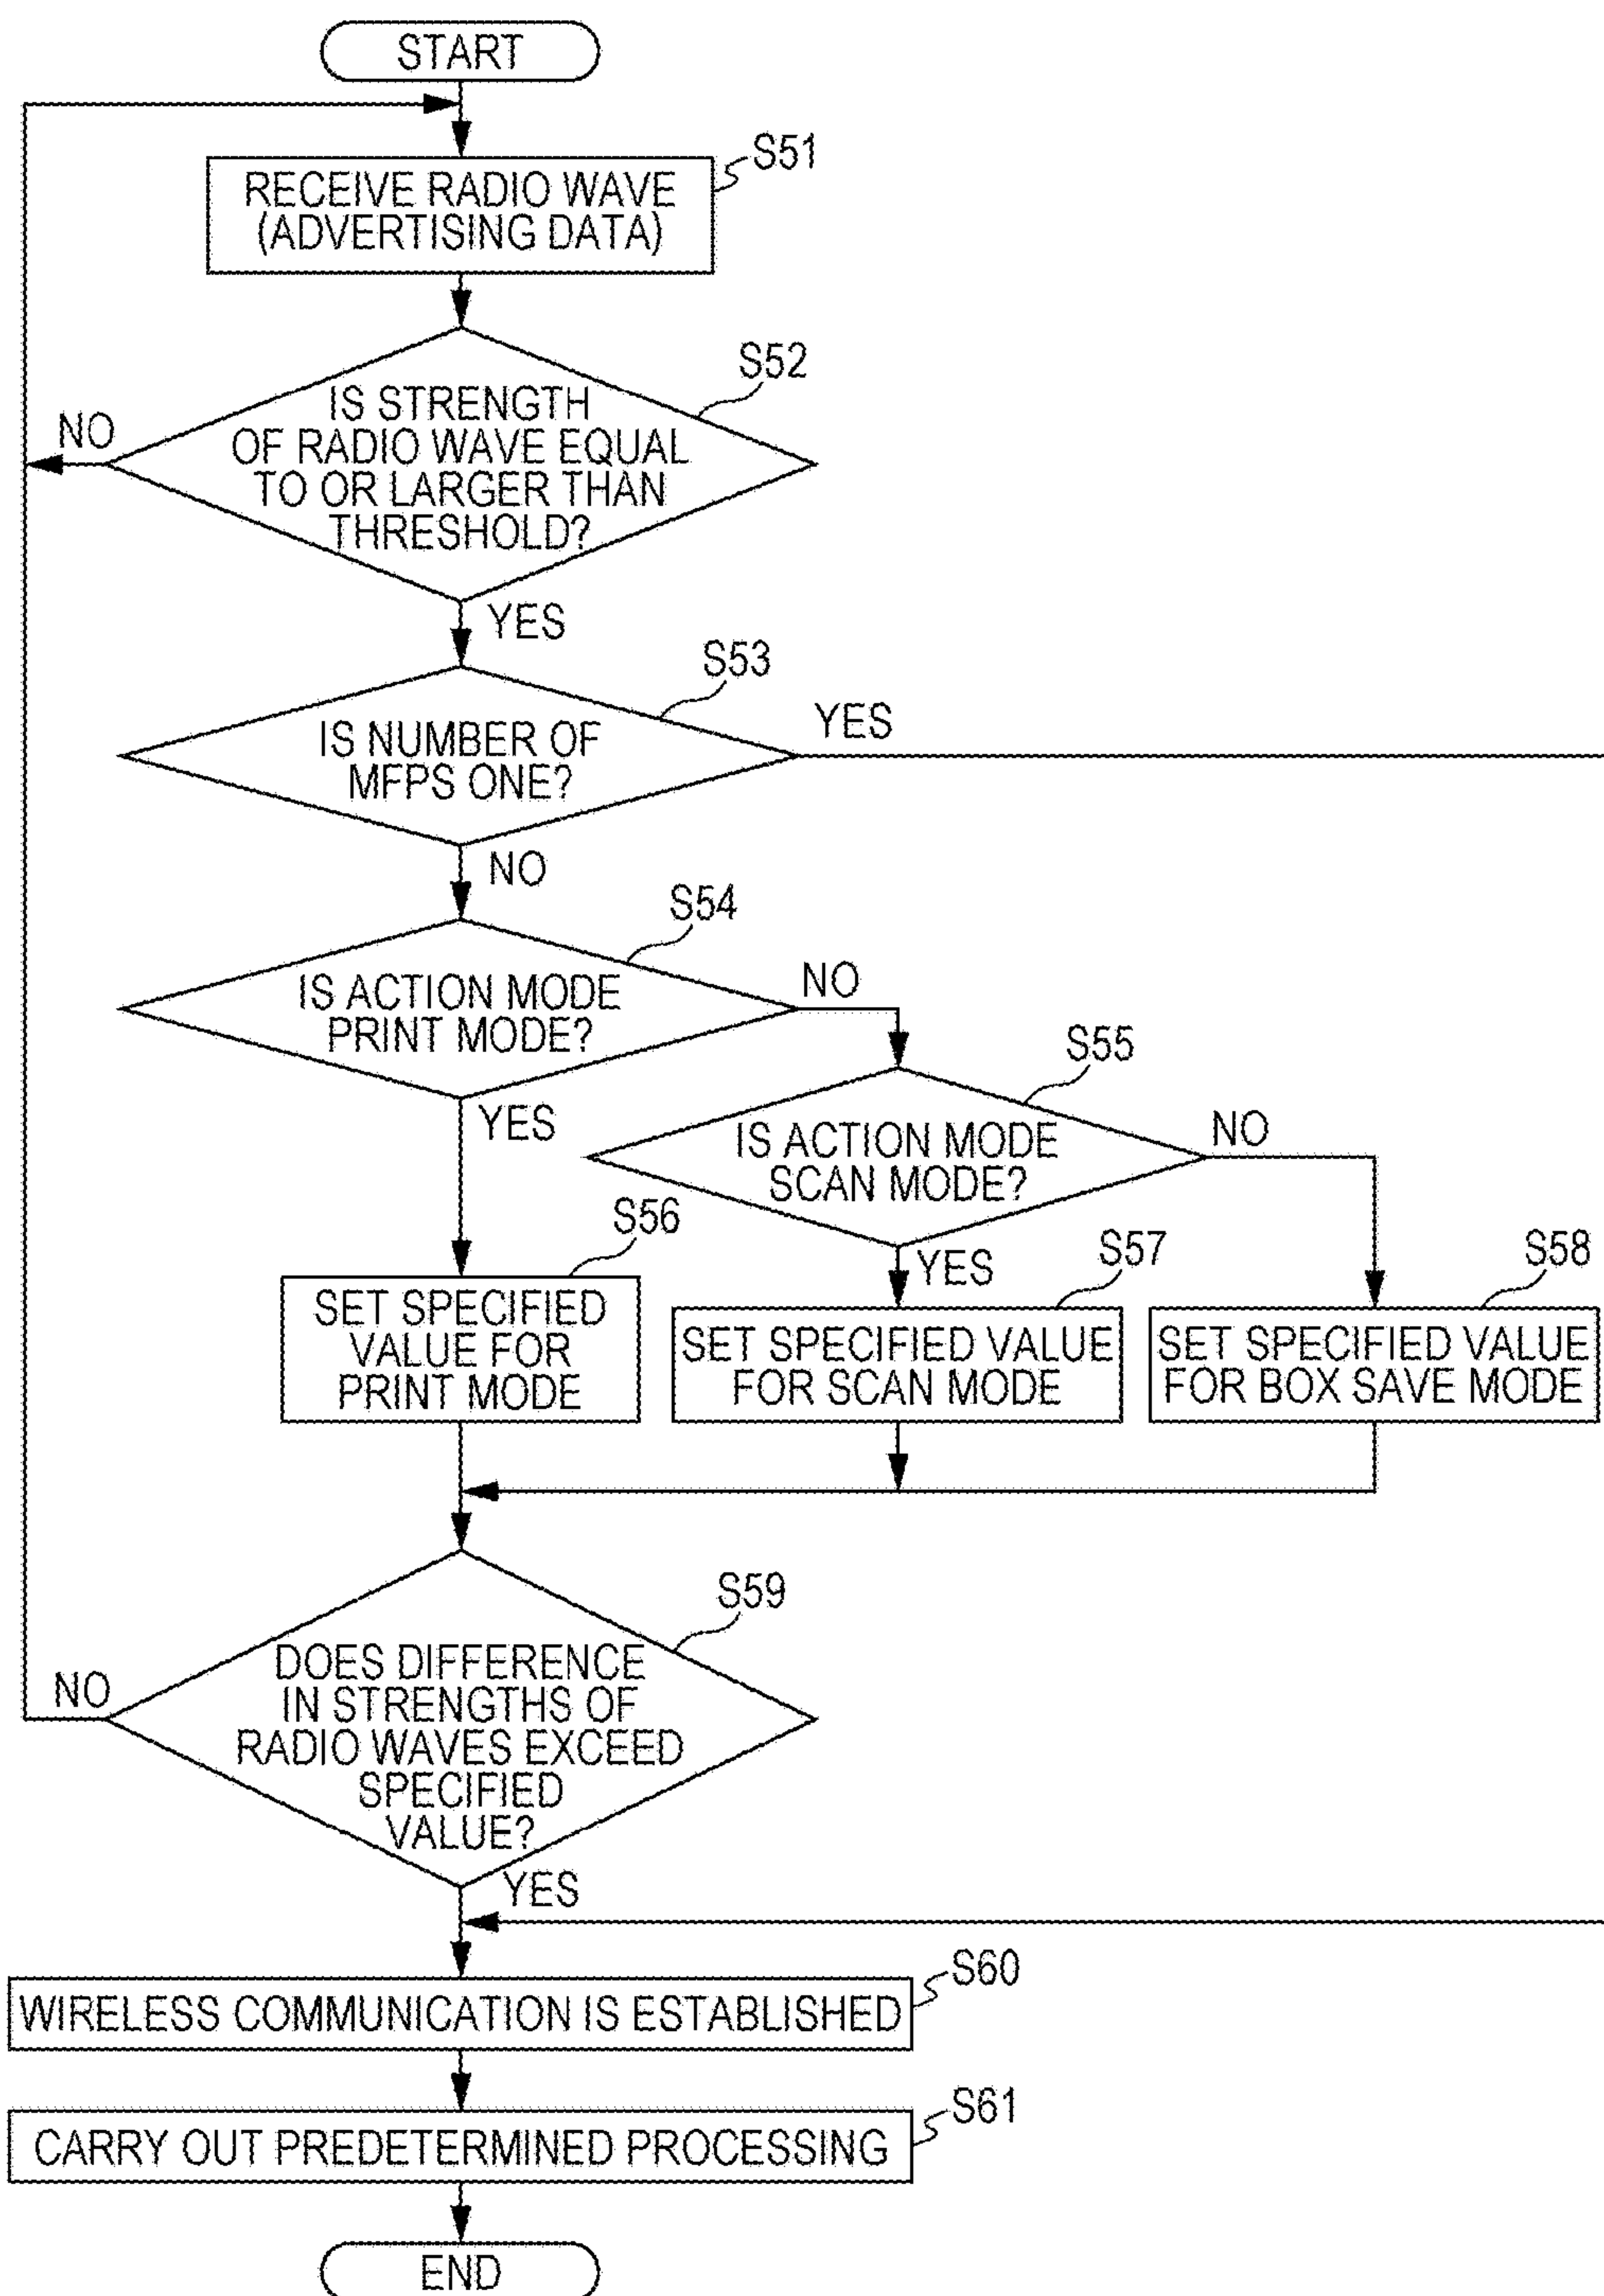 START
S51
RECEIVE RADIO WAVE
(ADVERTISING DATA)
S52
IS STRENGTH
OF RADIO WAVE EQUAL
TO OR LARGER THAN
THRESHOLD?
NO
YES
S53
IS NUMBER OF
MFPS ONE?
YES
NO
S54
IS ACTION MODE
PRINT MODE?
NO
YES
S55
IS ACTION MODE
SCAN MODE?
NO
YES
S56
SET SPECIFIED
VALUE FOR
PRINT MODE
S57
SET SPECIFIED VALUE
FOR SCAN MODE
S58
SET SPECIFIED VALUE
FOR BOX SAVE MODE
S59
DOES DIFFERENCE
IN STRENGTHS OF
RADIO WAVES EXCEED
SPECIFIED
VALUE?
NO
YES
S60
WIRELESS COMMUNICATION IS ESTABLISHED
S61
CARRY OUT PREDETERMINED PROCESSING
END